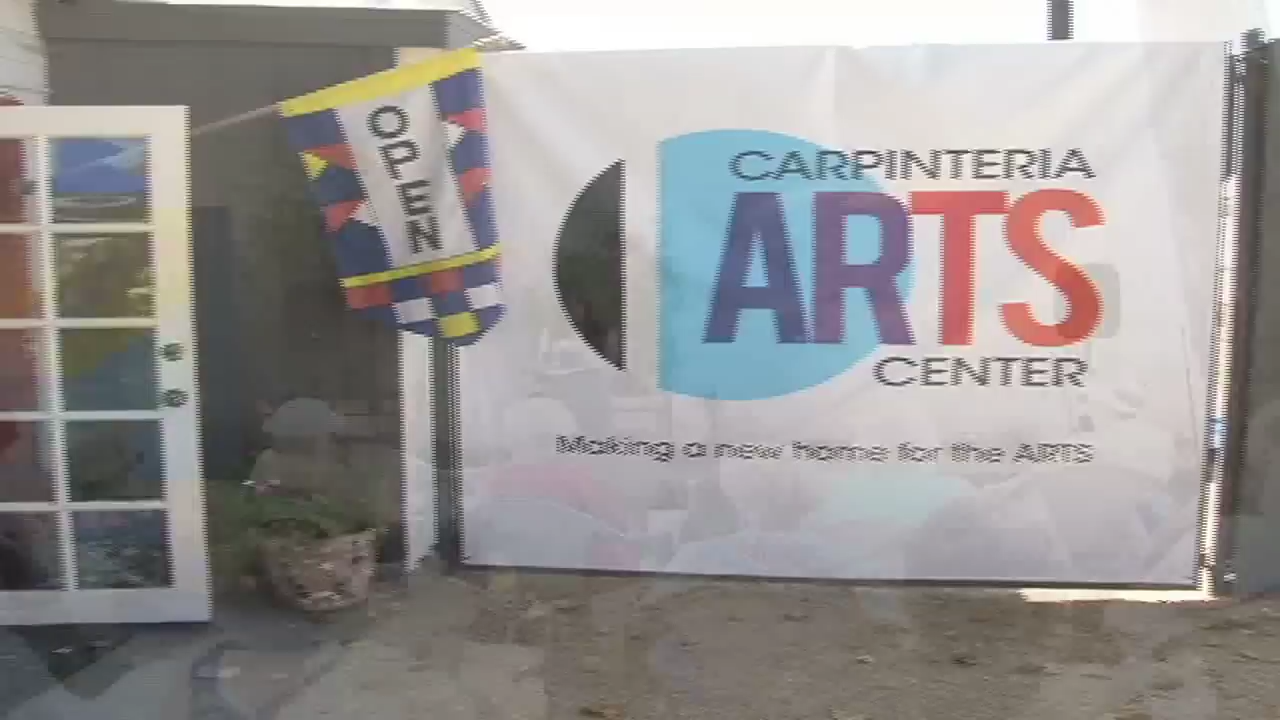 OPEN
CARPINTERIA
ARTS
CENTER
Making a new home for the ARTS